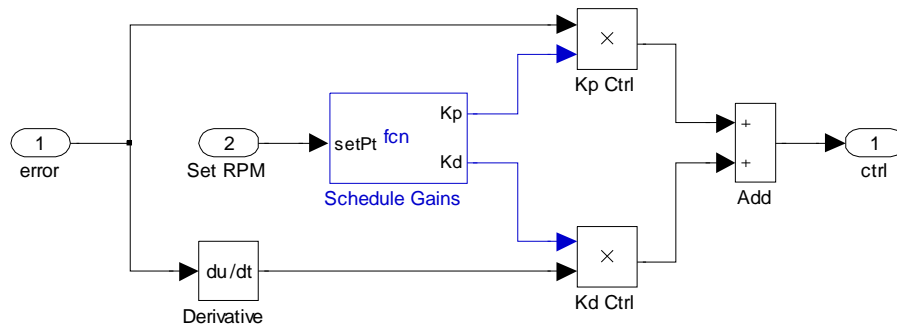 ×
Kp Ctrl
1
error
2
Set RPM
setPt
fcn
Kp
Kd
Schedule Gains
+
+
Add
1
ctrl
du/dt
Derivative
×
Kd Ctrl